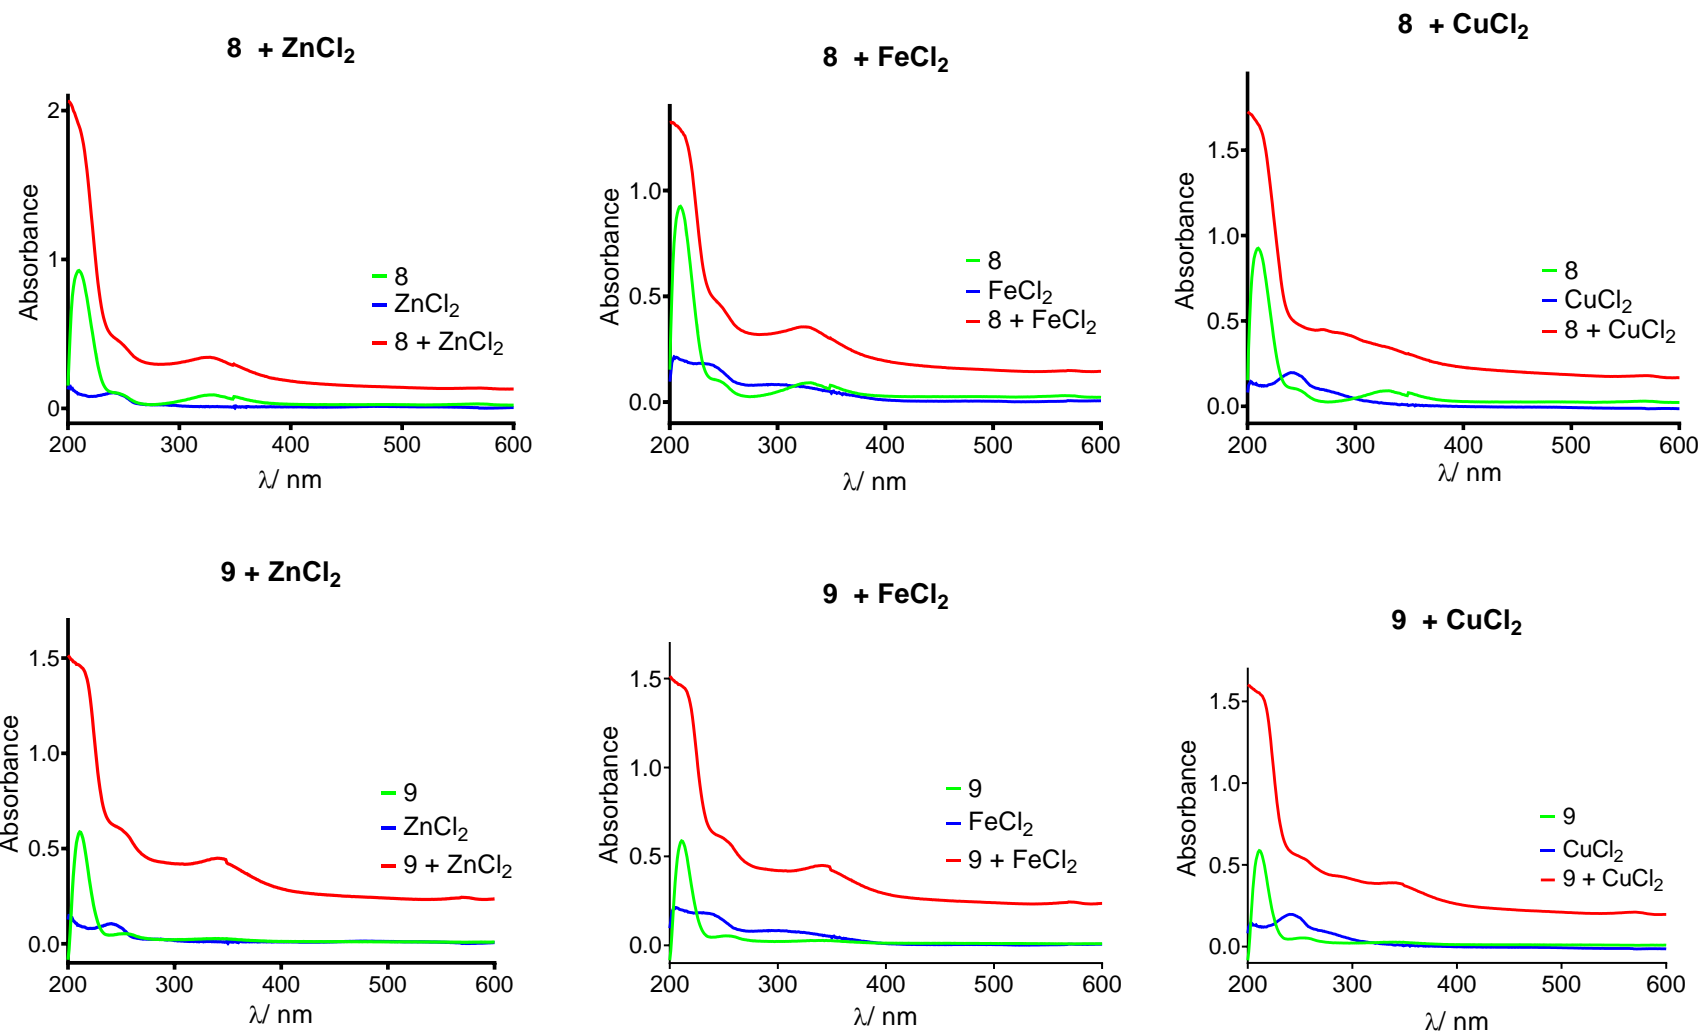 8 + ZnCl2
Absorbance
2
1
0
200 300 400 500 600
λ/ nm
8
ZnCl2
8 + ZnCl2
8 + FeCl2
Absorbance
1.0
0.5
0.0
200 300 400 500 600
λ/ nm
8
FeCl2
8 + FeCl2
8 + CuCl2
Absorbance
1.5
1.0
0.5
0.0
200 300 400 500 600
λ/ nm
8
CuCl2
8 + CuCl2
9 + ZnCl2
Absorbance
1.5
1.0
0.5
0.0
200 300 400 500 600
λ/ nm
9
ZnCl2
9 + ZnCl2
9 + FeCl2
Absorbance
1.5
1.0
0.5
0.0
200 300 400 500 600
λ/ nm
9
FeCl2
9 + FeCl2
9 + CuCl2
Absorbance
1.5
1.0
0.5
0.0
200 300 400 500 600
λ/ nm
9
CuCl2
9 + CuCl2